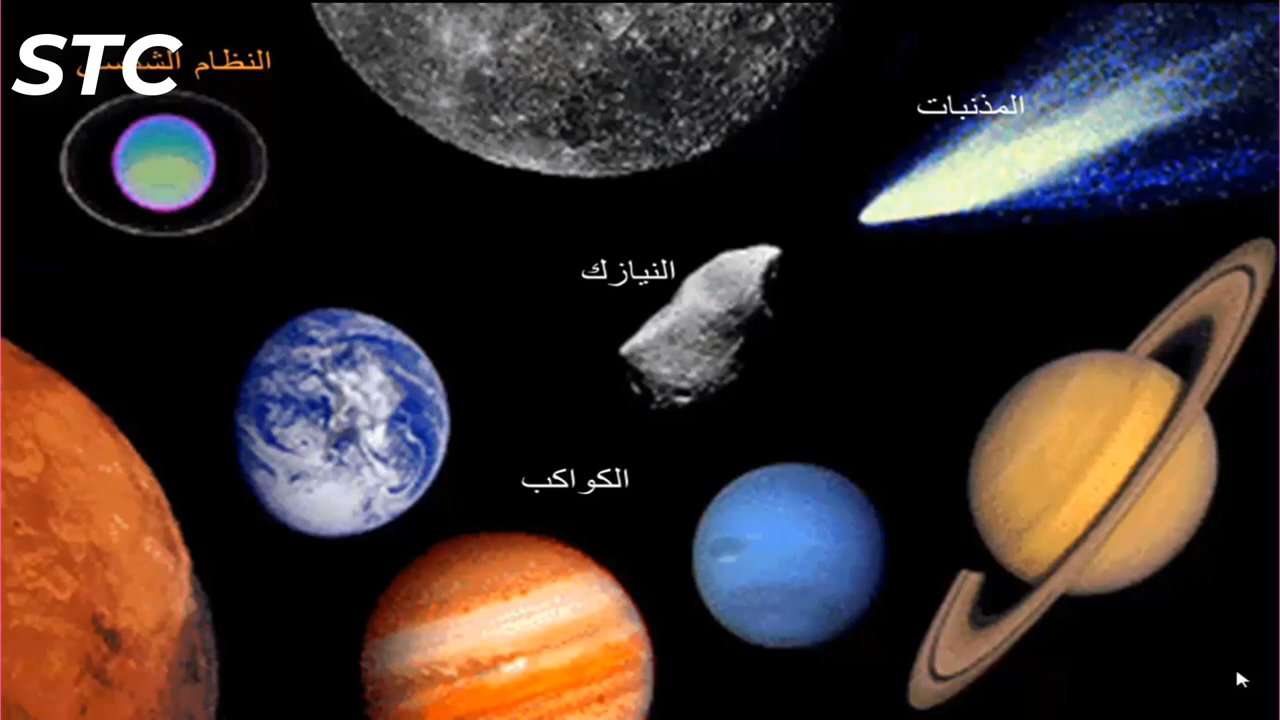 STC
النظام
المذنبات
النيازك
الكواكب